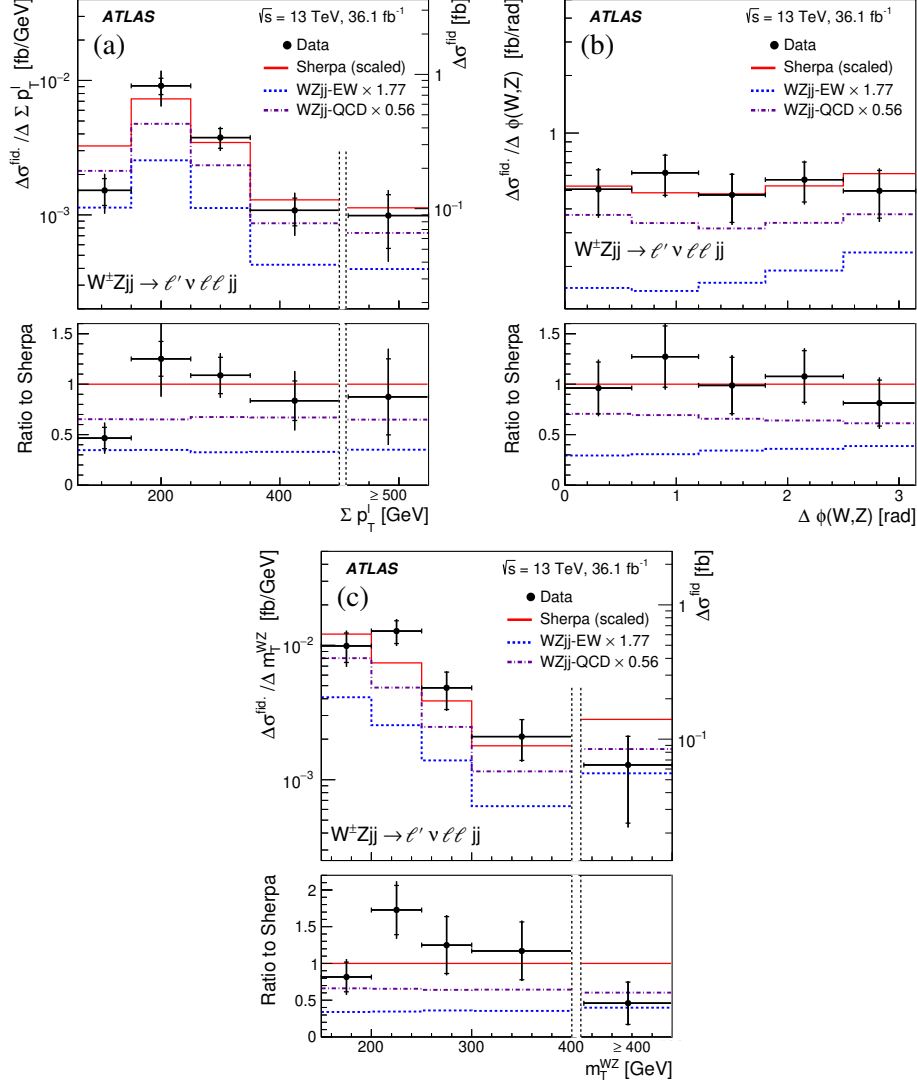 ATLAS √s = 13 TeV, 36.1 fb⁻¹
(a)
Data
Sherpa (scaled)
WZjj-EW × 1.77
WZjj-QCD × 0.56
W±Zjj → ℓ′ ν ℓℓ jj
Δσ^fid. / Δ Σ p_T^l [fb/GeV]
Δσ^fid [fb]
10⁻²
10⁻³
1
10⁻¹
Ratio to Sherpa
1.5
1
0.5
0
200 300 400 ≥ 500
Σ p_T^l [GeV]
ATLAS √s = 13 TeV, 36.1 fb⁻¹
(b)
Data
Sherpa (scaled)
WZjj-EW × 1.77
WZjj-QCD × 0.56
W±Zjj → ℓ′ ν ℓℓ jj
Δσ^fid. / Δ ϕ(W,Z) [fb/rad]
1
Ratio to Sherpa
1.5
1
0.5
0
0 1 2 3
Δ ϕ(W,Z) [rad]
ATLAS √s = 13 TeV, 36.1 fb⁻¹
(c)
Data
Sherpa (scaled)
WZjj-EW × 1.77
WZjj-QCD × 0.56
W±Zjj → ℓ′ ν ℓℓ jj
Δσ^fid. / Δ m_T^WZ [fb/GeV]
Δσ^fid [fb]
10⁻²
10⁻³
1
10⁻¹
Ratio to Sherpa
2
1.5
1
0.5
0
200 300 400 ≥ 400
m_T^WZ [GeV]